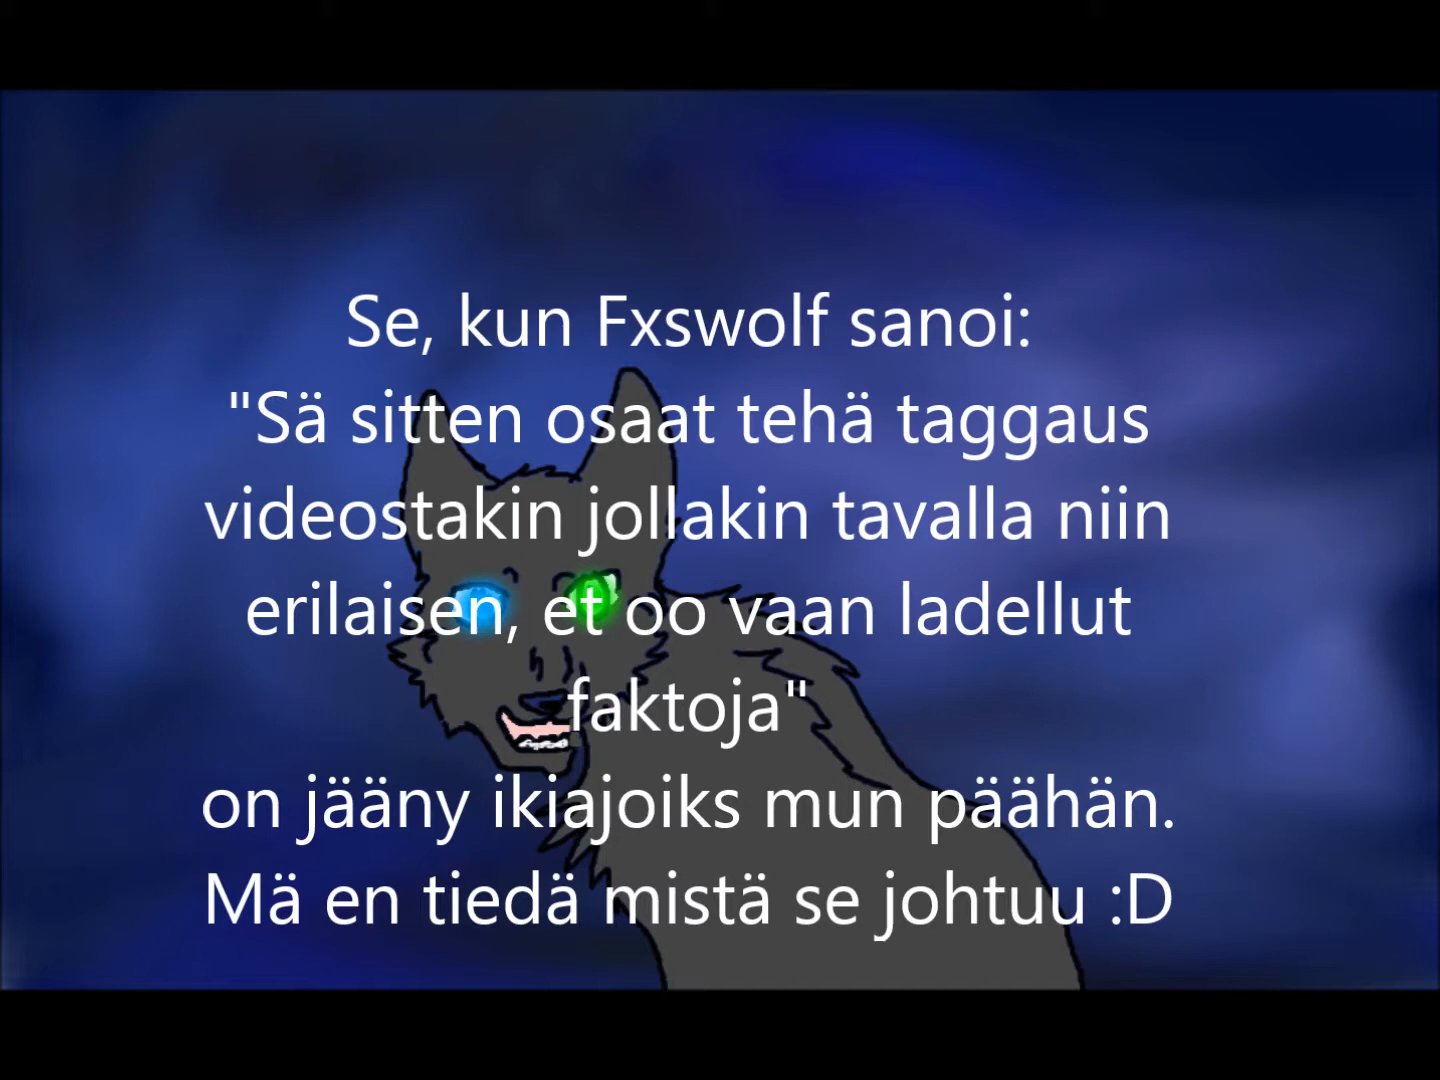 Se, kun Fxswolf sanoi:
"Sä sitten osaat tehä taggaus
videostakin jollakin tavalla niin
erilaisen, et oo vaan ladellut
faktoja"
on jääny ikiajoiks mun päähän.
Mä en tiedä mistä se johtuu :D